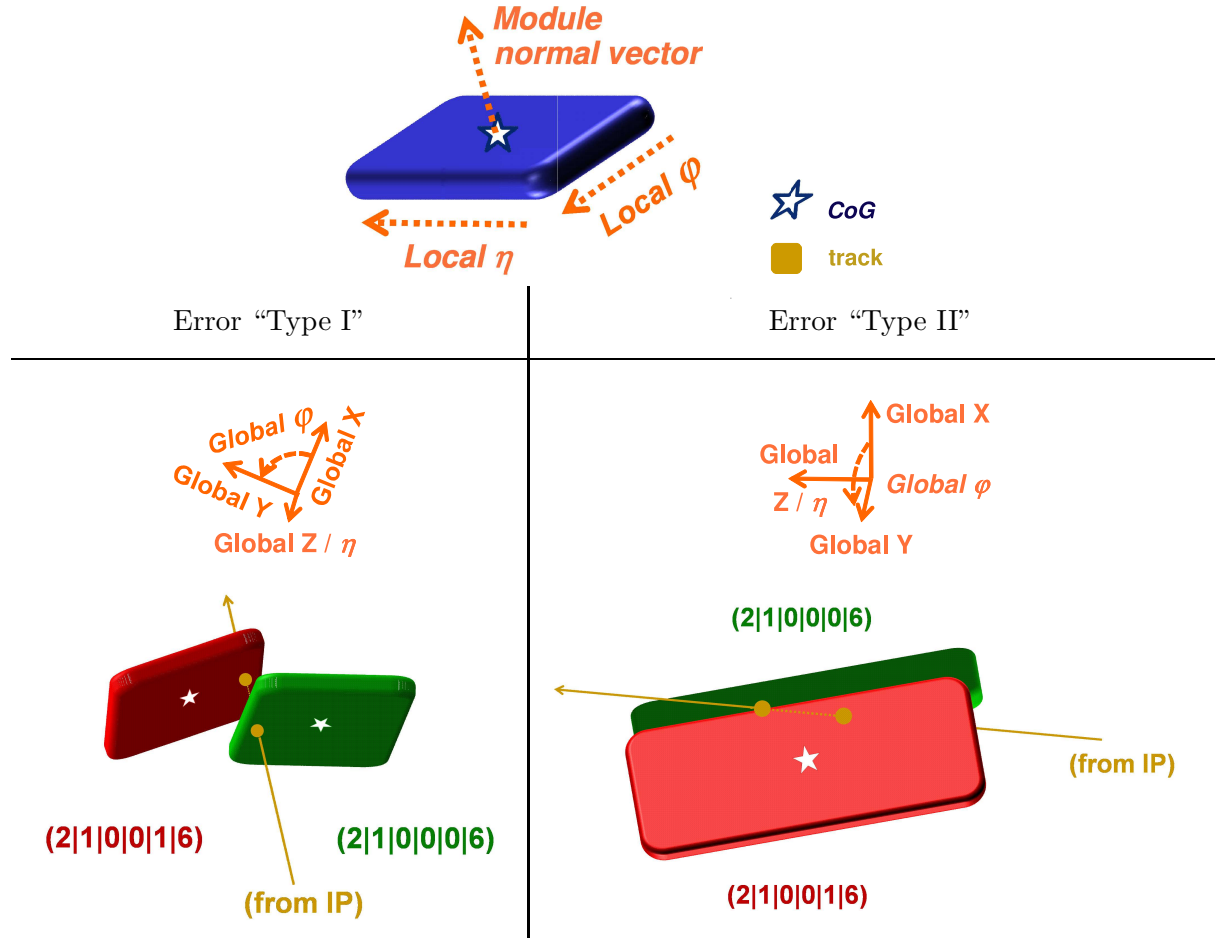 Module
normal vector
Local φ
Local η
CoG
track
Error “Type I”
Error “Type II”
Global φ
Global X
Global Y
Global Z / η
Global X
Global
Z / η
Global φ
Global Y
(2|1|0|0|0|6)
(2|1|0|0|1|6)
(2|1|0|0|0|6)
(from IP)
(from IP)
(2|1|0|0|1|6)